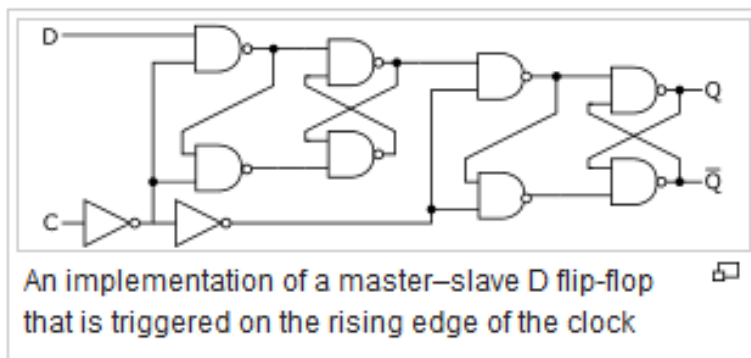 D
Q
C
Q̅
An implementation of a master–slave D flip-flop
that is triggered on the rising edge of the clock